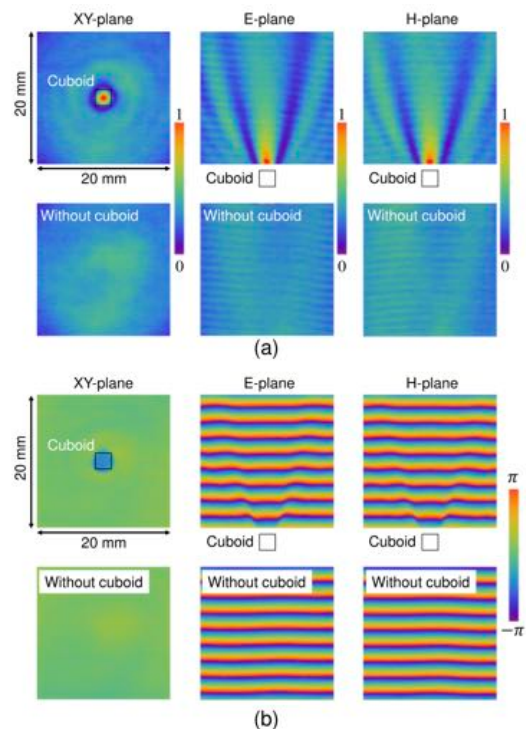 XY-plane
E-plane
H-plane
20 mm
Cuboid
1
0
1
0
1
0
20 mm
Cuboid
Cuboid
Without cuboid
Without cuboid
Without cuboid
(a)
XY-plane
E-plane
H-plane
20 mm
Cuboid
π
−π
20 mm
Cuboid
Cuboid
Without cuboid
Without cuboid
Without cuboid
(b)